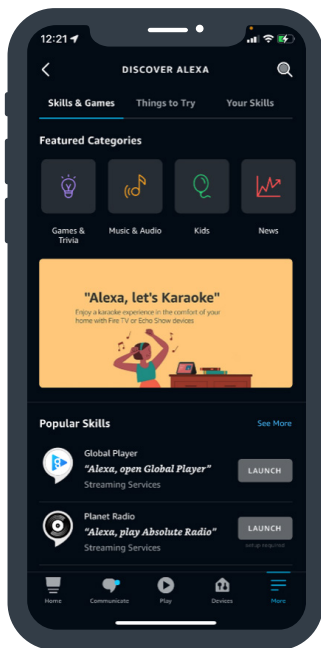 12:21
DISCOVER ALEXA
Skills & Games Things to Try Your Skills
Featured Categories
Games & Trivia
Music & Audio
Kids
News
"Alexa, let's Karaoke"
Enjoy a karaoke experience in the comfort of your
home with Fire TV or Echo Show devices
Popular Skills See More
Global Player
"Alexa, open Global Player"
Streaming Services
LAUNCH
Planet Radio
"Alexa, play Absolute Radio"
Streaming Services
LAUNCH
Home Communicate Play Devices More